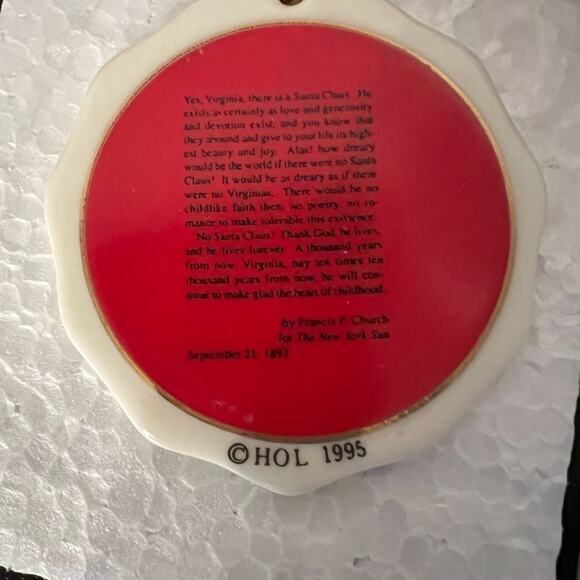 Yes, Virginia, there is a Santa Claus. He
exists as certainly as love and generosity
and devotion exist, and you know that
they abound and give to your life its high-
est beauty and joy. Alas! how dreary
would be the world if there were no Santa
Claus! It would be as dreary as if there
were no Virginias. There would be no
childlike faith then, no poetry, no ro-
mance to make tolerable this existence.
No Santa Claus! Thank God, he lives,
and he lives forever. A thousand years
from now, Virginia, nay ten times ten
thousand years from now, he will con-
tinue to make glad the heart of childhood.
by Francis P. Church
for The New York Sun
September 21, 1897
©HOL 1995